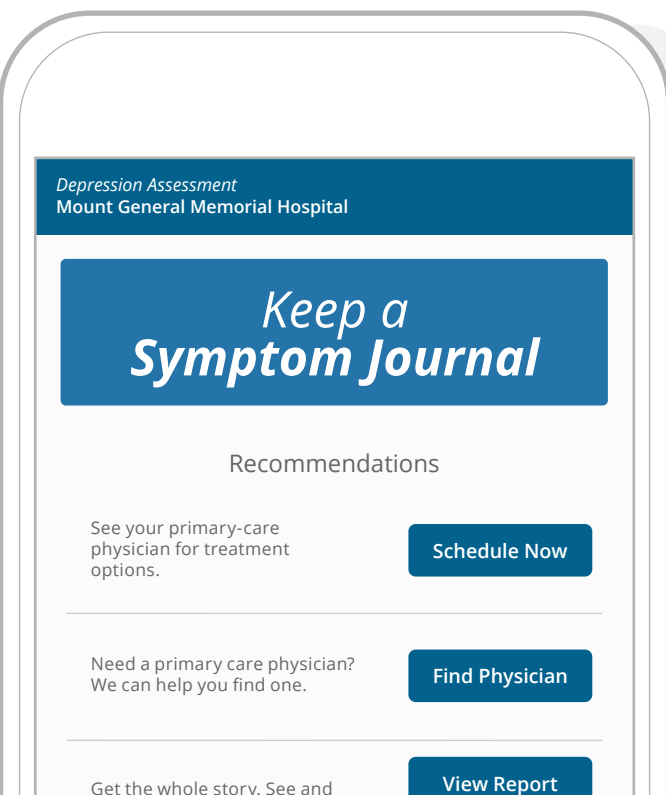 Depression Assessment
Mount General Memorial Hospital
Keep a
Symptom Journal
Recommendations
See your primary-care
physician for treatment
options.
Schedule Now
Need a primary care physician?
We can help you find one.
Find Physician
Get the whole story. See and
View Report